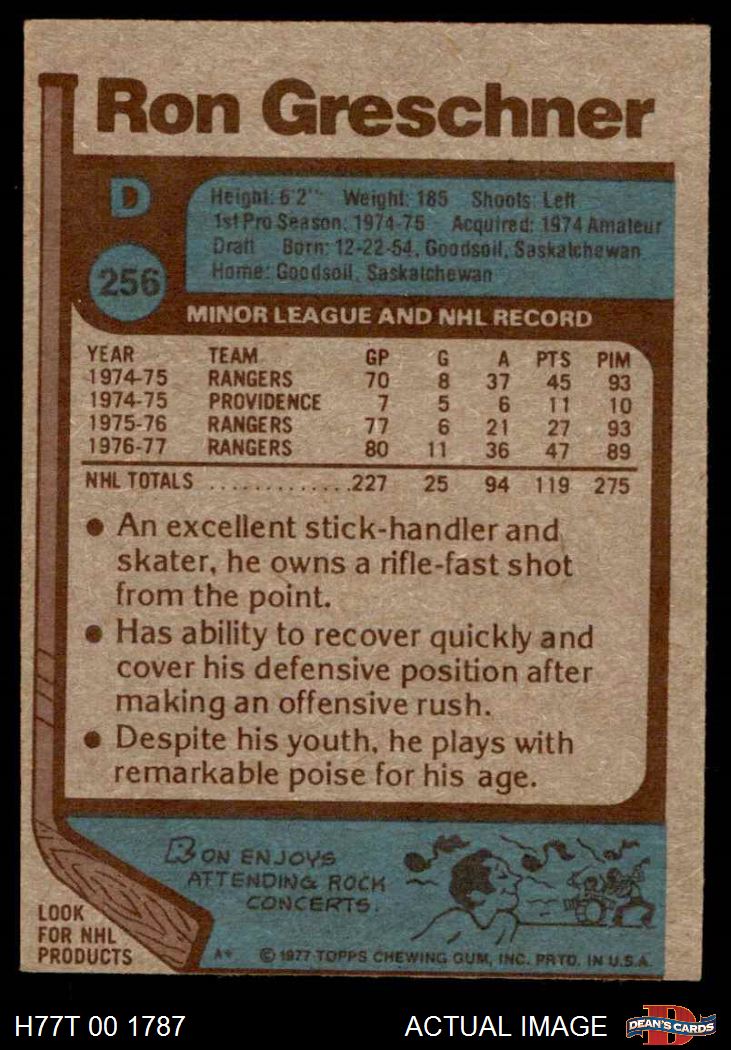 Ron Greschner
D
256
Height: 6'2" Weight: 185 Shoots: Left
1st Pro Season: 1974-75 Acquired: 1974 Amateur
Draft Born: 12-22-54, Goodsoil, Saskatchewan
Home: Goodsoil, Saskatchewan
MINOR LEAGUE AND NHL RECORD
YEAR TEAM GP G A PTS PIM
1974-75 RANGERS 70 8 37 45 93
1974-75 PROVIDENCE 7 5 6 11 10
1975-76 RANGERS 77 6 21 27 93
1976-77 RANGERS 80 11 36 47 89
NHL TOTALS .............227 25 94 119 275
● An excellent stick-handler and
skater, he owns a rifle-fast shot
from the point.
● Has ability to recover quickly and
cover his defensive position after
making an offensive rush.
● Despite his youth, he plays with
remarkable poise for his age.
RON ENJOYS
ATTENDING ROCK
CONCERTS.
LOOK
FOR NHL
PRODUCTS
A* © 1977 TOPPS CHEWING GUM, INC. PRTD. IN U.S.A.
H77T 00 1787 ACTUAL IMAGE
D
DEAN'S CARDS